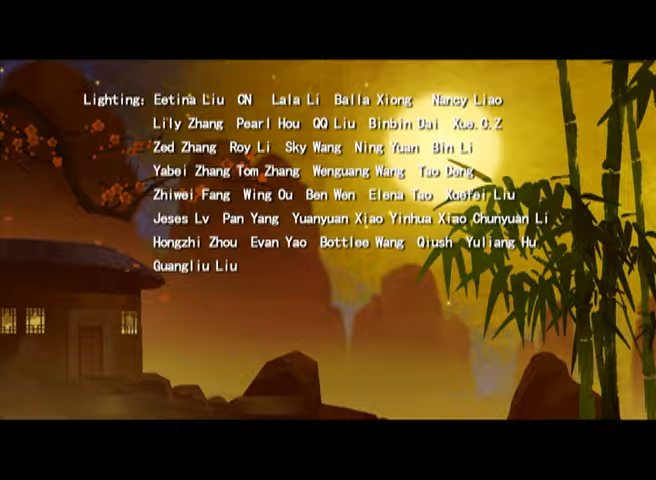 Lighting: Eetina Liu ON Lala Li Balla Xiong Nancy Liao
Lily Zhang Pearl Hou QQ Liu Binbin Dai Xue.C.Z
Zed Zhang Roy Li Sky Wang Ning Yuan Bin Li
Yabei Zhang Tom Zhang Wenguang Wang Tao Deng
Zhiwei Fang Wing Ou Ben Wen Elena Tao Xuefei Liu
Jeses Lv Pan Yang Yuanyuan Xiao Yinhua Xiao Chunyuan Li
Hongzhi Zhou Evan Yao Bottlee Wang Qiush Yuliang Hu
Guangliu Liu